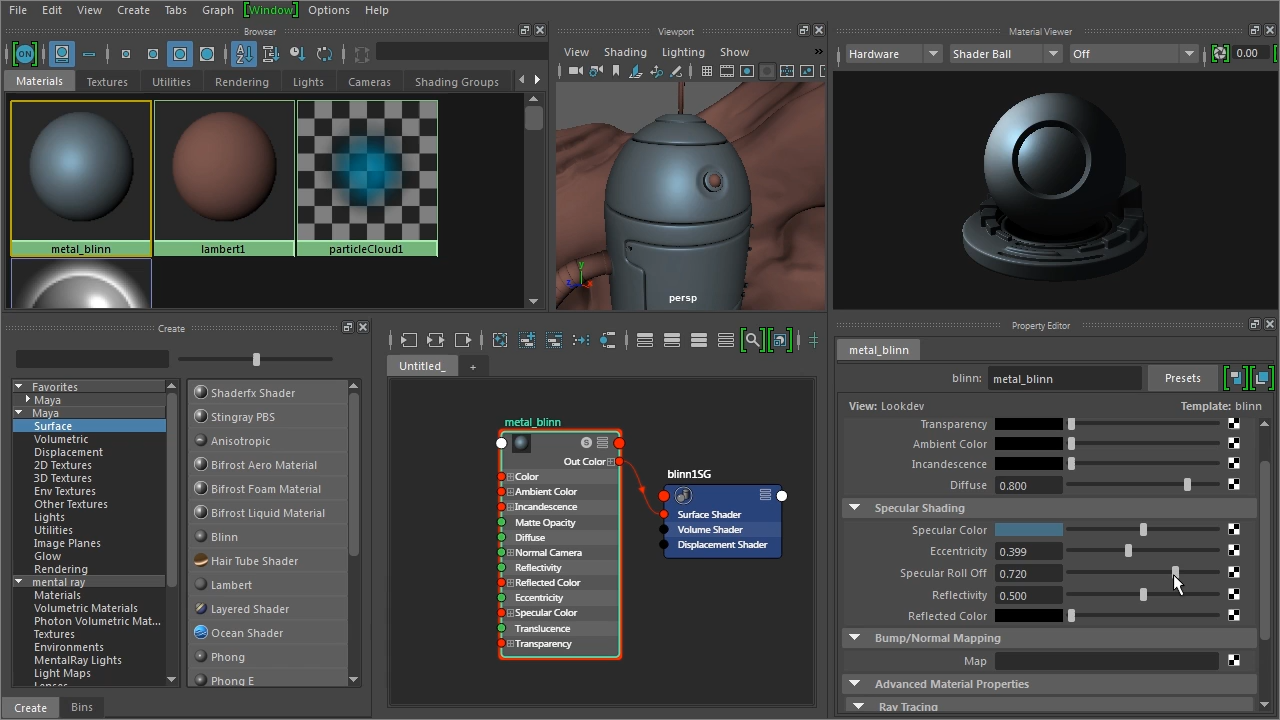 File Edit View Create Tabs Graph [Window] Options Help
Browser
ON
Materials Textures Utilities Rendering Lights Cameras Shading Groups
metal_blinn lambert1 particleCloud1
Viewport
View Shading Lighting Show »
persp
y
z x
Material Viewer
Hardware Shader Ball Off 0.00
Create
Favorites
Maya
Maya
Surface
Volumetric
Displacement
2D Textures
3D Textures
Env Textures
Other Textures
Lights
Utilities
Image Planes
Glow
Rendering
mental ray
Materials
Volumetric Materials
Photon Volumetric Mat...
Textures
Environments
MentalRay Lights
Light Maps
Lenses
Shaderfx Shader
Stingray PBS
Anisotropic
Bifrost Aero Material
Bifrost Foam Material
Bifrost Liquid Material
Blinn
Hair Tube Shader
Lambert
Layered Shader
Ocean Shader
Phong
Phong E
Create Bins
Untitled_ +
metal_blinn
S
Out Color
Color
Ambient Color
Incandescence
Matte Opacity
Diffuse
Normal Camera
Reflectivity
Reflected Color
Eccentricity
Specular Color
Translucence
Transparency
blinn1SG
Surface Shader
Volume Shader
Displacement Shader
Property Editor
metal_blinn
blinn: metal_blinn Presets
View: Lookdev Template: blinn
Transparency
Ambient Color
Incandescence
Diffuse 0.800
Specular Shading
Specular Color
Eccentricity 0.399
Specular Roll Off 0.720
Reflectivity 0.500
Reflected Color
Bump/Normal Mapping
Map
Advanced Material Properties
Ray Tracing